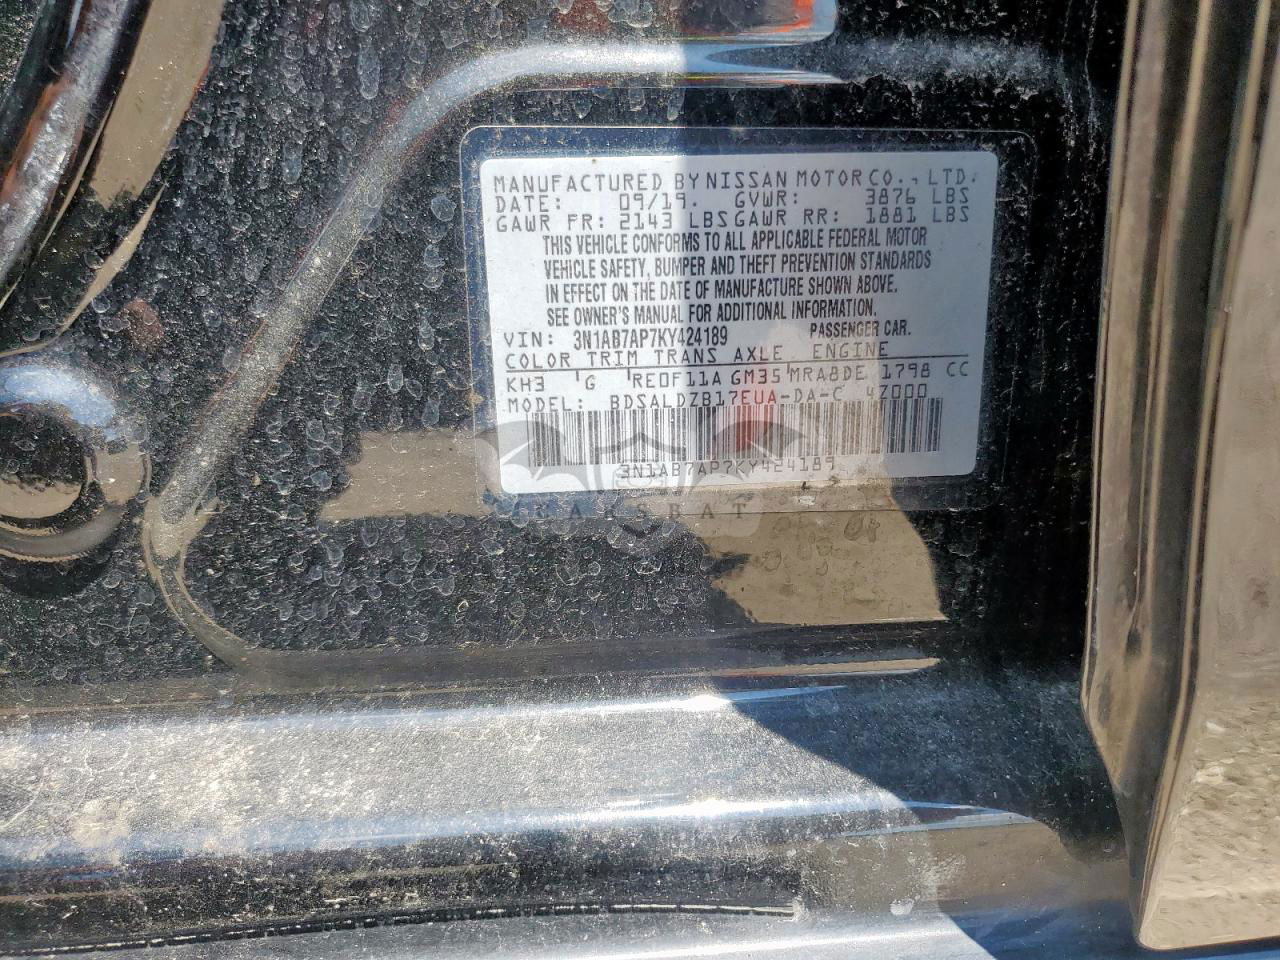 MANUFACTURED BY NISSAN MOTOR CO., LTD.
DATE: 09/19. GVWR: 3876 LBS
GAWR FR: 2143 LBS GAWR RR: 1881 LBS
THIS VEHICLE CONFORMS TO ALL APPLICABLE FEDERAL MOTOR
VEHICLE SAFETY, BUMPER AND THEFT PREVENTION STANDARDS
IN EFFECT ON THE DATE OF MANUFACTURE SHOWN ABOVE.
SEE OWNER'S MANUAL FOR ADDITIONAL INFORMATION.
VIN: 3N1AB7AP7KY424189 PASSENGER CAR.
COLOR TRIM TRANS AXLE ENGINE
KH3 G RE0F11A GM35 MRA8DE 1798 CC
MODEL: BDSALDZB17EUA-DA-C 4Z000
3N1AB7AP7KY424189
CARSBAT